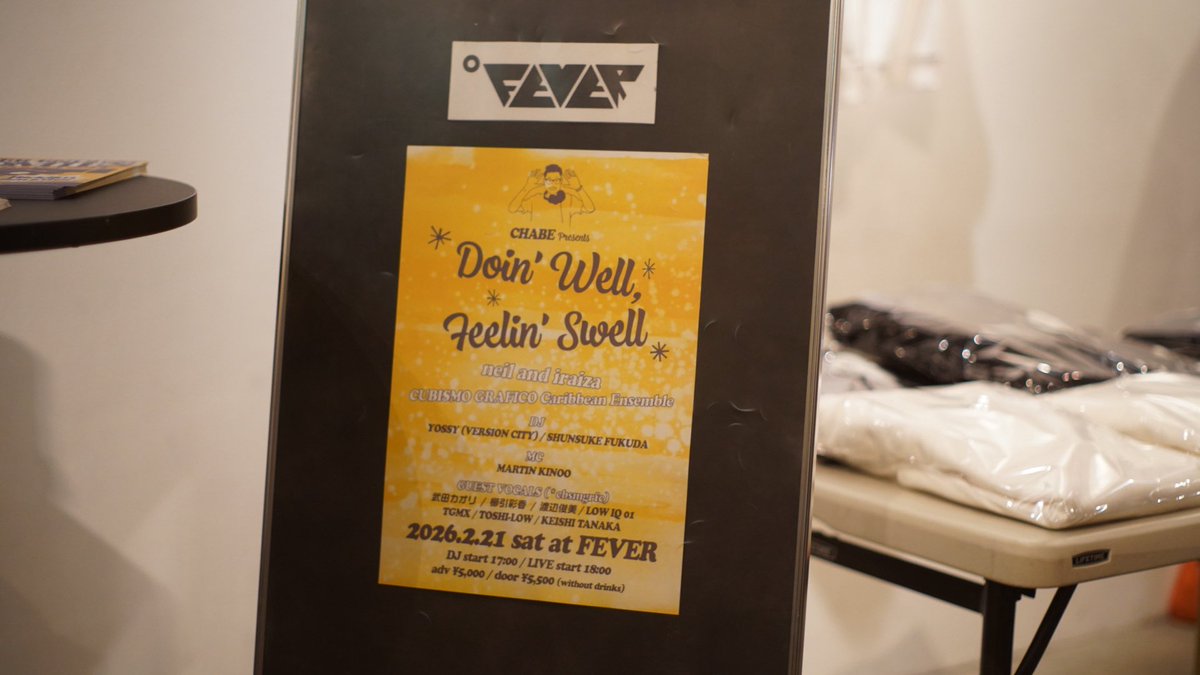 °FEVER
CHABE Presents
Doin' Well,
Feelin' Swell
neil and iraiza
CUBISMO GRAFICO Caribbean Ensemble
DJ
YOSSY (VERSION CITY) / SHUNSUKE FUKUDA
MC
MARTIN KINOO
GUEST VOCALS (*cbsmgrfc)
武田カオリ / 櫛引彩香 / 渡辺俊美 / LOW IQ 01
TGMX / TOSHI-LOW / KEISHI TANAKA
2026.2.21 sat at FEVER
DJ start 17:00 / LIVE start 18:00
adv ¥5,000 / door ¥5,500 (without drinks)
LIFETIME